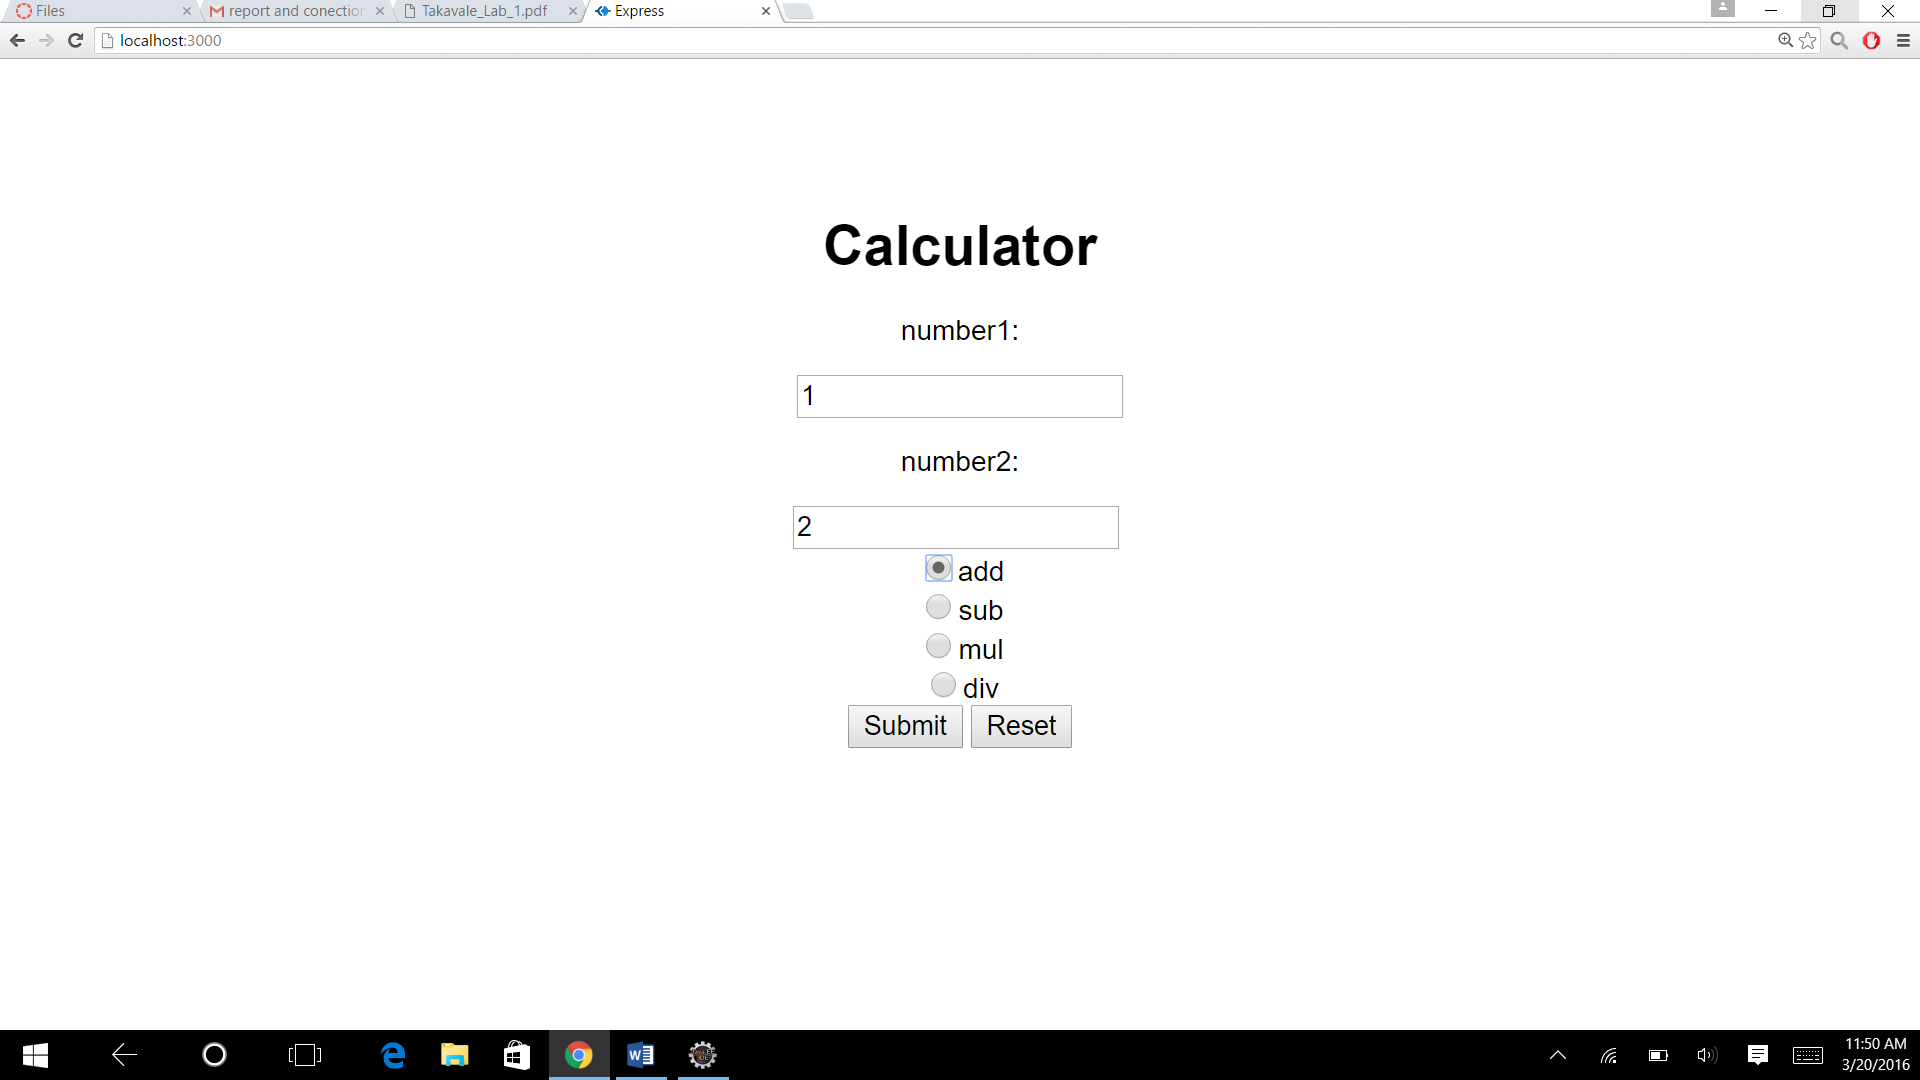 Files
report and conection
Takavale_Lab_1.pdf
Express
localhost:3000
Calculator
number1:
1
number2:
2
add
sub
mul
div
Submit Reset
11:50 AM
3/20/2016